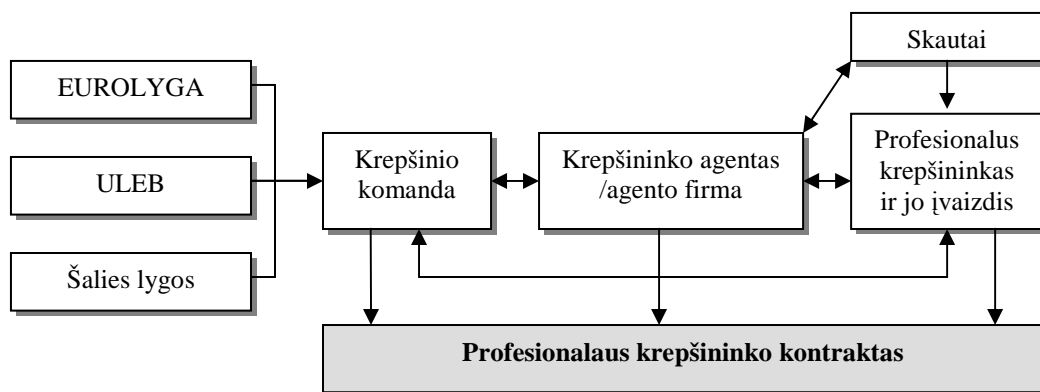 Skautai
EUROLYGA
ULEB
Šalies lygos
Krepšinio
komanda
Krepšininko agentas
/agento firma
Profesionalus
krepšininkas
ir jo įvaizdis
Profesionalaus krepšininko kontraktas